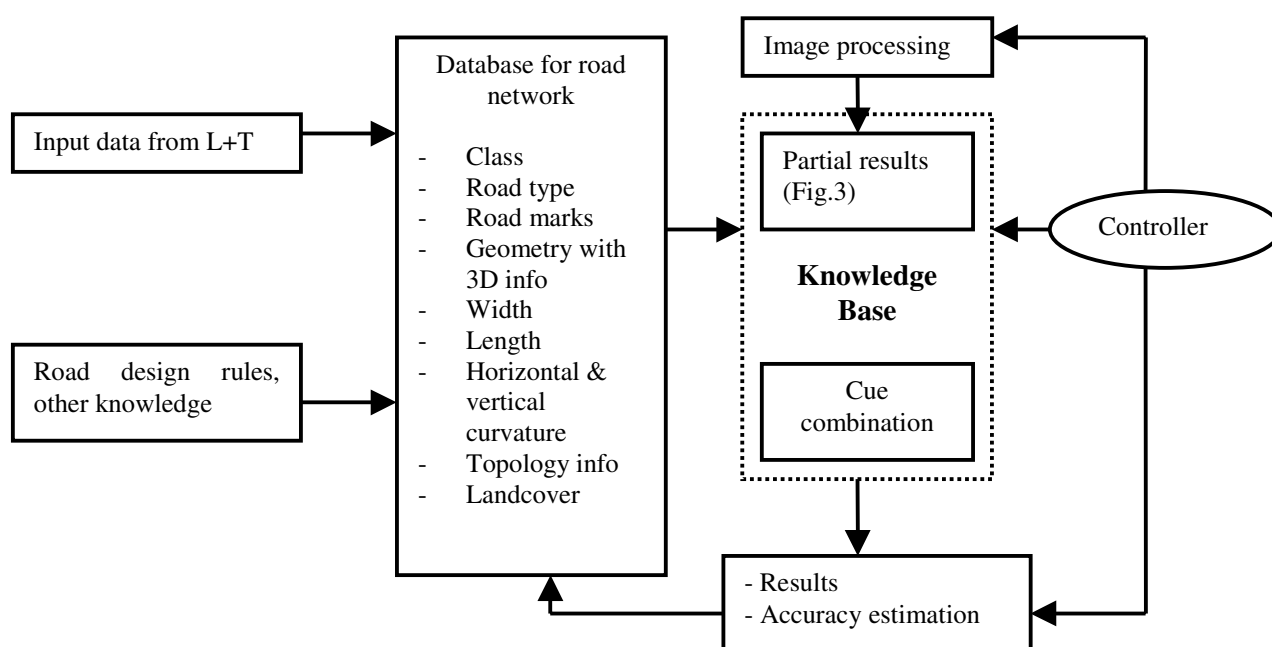 Input data from L+T
Road design rules,
other knowledge
Database for road
network
- Class
- Road type
- Road marks
- Geometry with
3D info
- Width
- Length
- Horizontal &
vertical
curvature
- Topology info
- Landcover
Image processing
Partial results
(Fig.3)
Knowledge
Base
Cue
combination
- Results
- Accuracy estimation
Controller